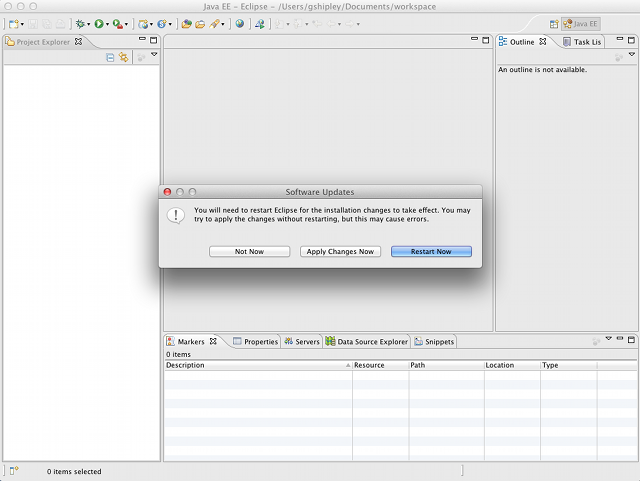 Java EE - Eclipse - /Users/gshipley/Documents/workspace
Java EE
Project Explorer
Outline
Task Lis
An outline is not available.
Software Updates
You will need to restart Eclipse for the installation changes to take effect. You may
try to apply the changes without restarting, but this may cause errors.
Not Now
Apply Changes Now
Restart Now
Markers
Properties
Servers
Data Source Explorer
Snippets
0 items
Description
Resource
Path
Location
Type
0 items selected